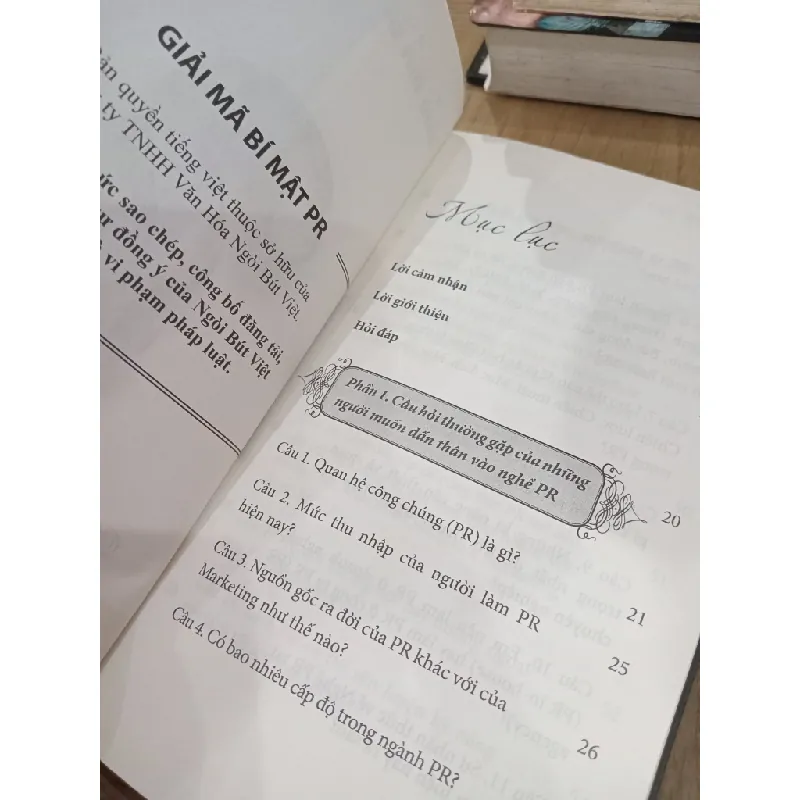 GIẢI MÃ BÍ MẬT PR
quyền tiếng việt thuộc sở hữu của
ty TNHH Văn Hóa Ngòi Bút Việt.
sao chép, công bố đăng tải,
đồng ý của Ngòi Bút Việt
vi phạm pháp luật.
Mục lục
Lời cảm nhận
Lời giới thiệu
Hỏi đáp
Phần 1. Câu hỏi thường gặp của những
người muốn dấn thân vào nghề PR
Câu 1. Quan hệ công chúng (PR) là gì? 20
Câu 2. Mức thu nhập của người làm PR
hiện nay? 21
Câu 3. Nguồn gốc ra đời của PR khác với của
Marketing như thế nào? 25
Câu 4. Có bao nhiêu cấp độ trong ngành PR? 26